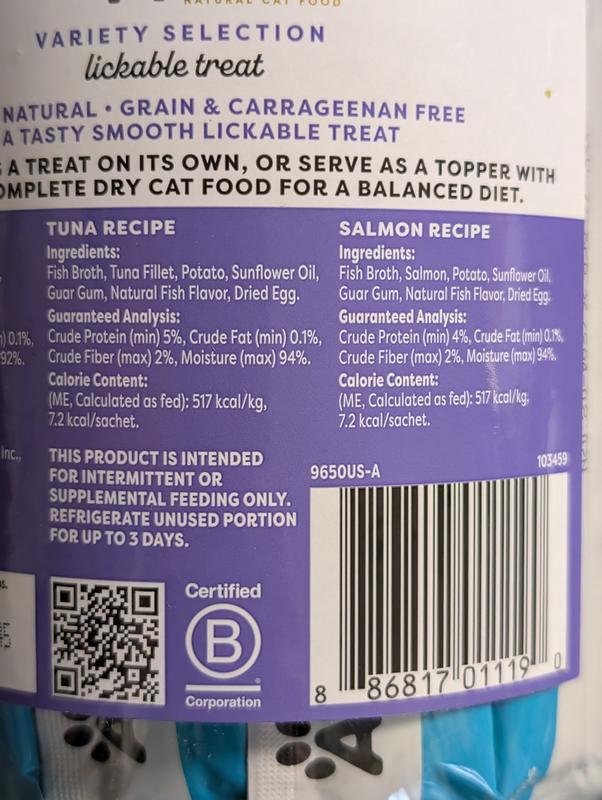 NATURAL CAT FOOD
VARIETY SELECTION
lickable treat
NATURAL • GRAIN & CARRAGEENAN FREE
A TASTY SMOOTH LICKABLE TREAT
A TREAT ON ITS OWN, OR SERVE AS A TOPPER WITH
OMPLETE DRY CAT FOOD FOR A BALANCED DIET.
) 0.1%,
92%.
Inc.,
TUNA RECIPE
Ingredients:
Fish Broth, Tuna Fillet, Potato, Sunflower Oil,
Guar Gum, Natural Fish Flavor, Dried Egg.
Guaranteed Analysis:
Crude Protein (min) 5%, Crude Fat (min) 0.1%,
Crude Fiber (max) 2%, Moisture (max) 94%.
Calorie Content:
(ME, Calculated as fed): 517 kcal/kg,
7.2 kcal/sachet.
SALMON RECIPE
Ingredients:
Fish Broth, Salmon, Potato, Sunflower Oil,
Guar Gum, Natural Fish Flavor, Dried Egg.
Guaranteed Analysis:
Crude Protein (min) 4%, Crude Fat (min) 0.1%,
Crude Fiber (max) 2%, Moisture (max) 94%.
Calorie Content:
(ME, Calculated as fed): 517 kcal/kg,
7.2 kcal/sachet.
THIS PRODUCT IS INTENDED
FOR INTERMITTENT OR
SUPPLEMENTAL FEEDING ONLY.
REFRIGERATE UNUSED PORTION
FOR UP TO 3 DAYS.
Certified
B
®
Corporation
9650US-A
103459
8 86817 01119 0